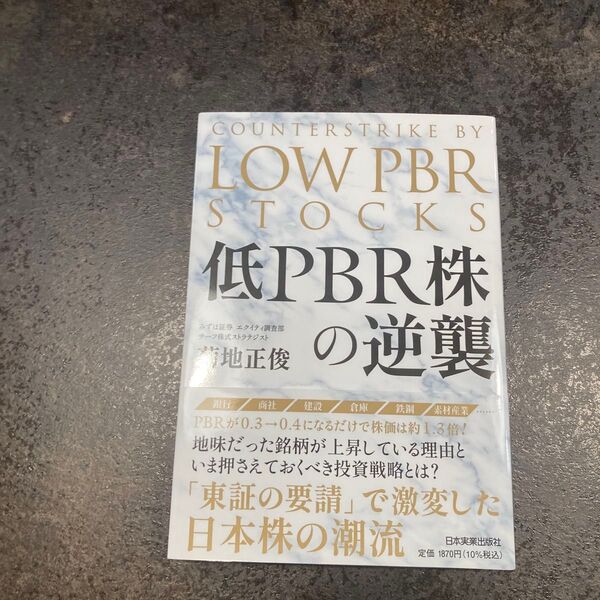 COUNTERSTRIKE BY
LOW PBR
STOCKS
低PBR株
の逆襲
みずほ証券 エクイティ調査部
チーフ株式ストラテジスト
菊地正俊
銀行／商社／建設／倉庫／鉄鋼／素材産業……
PBRが0.3→0.4になるだけで株価は約1.3倍!
地味だった銘柄が上昇している理由と
いま押さえておくべき投資戦略とは?
「東証の要請」で激変した
日本株の潮流
日本実業出版社
定価 1870円(10%税込)